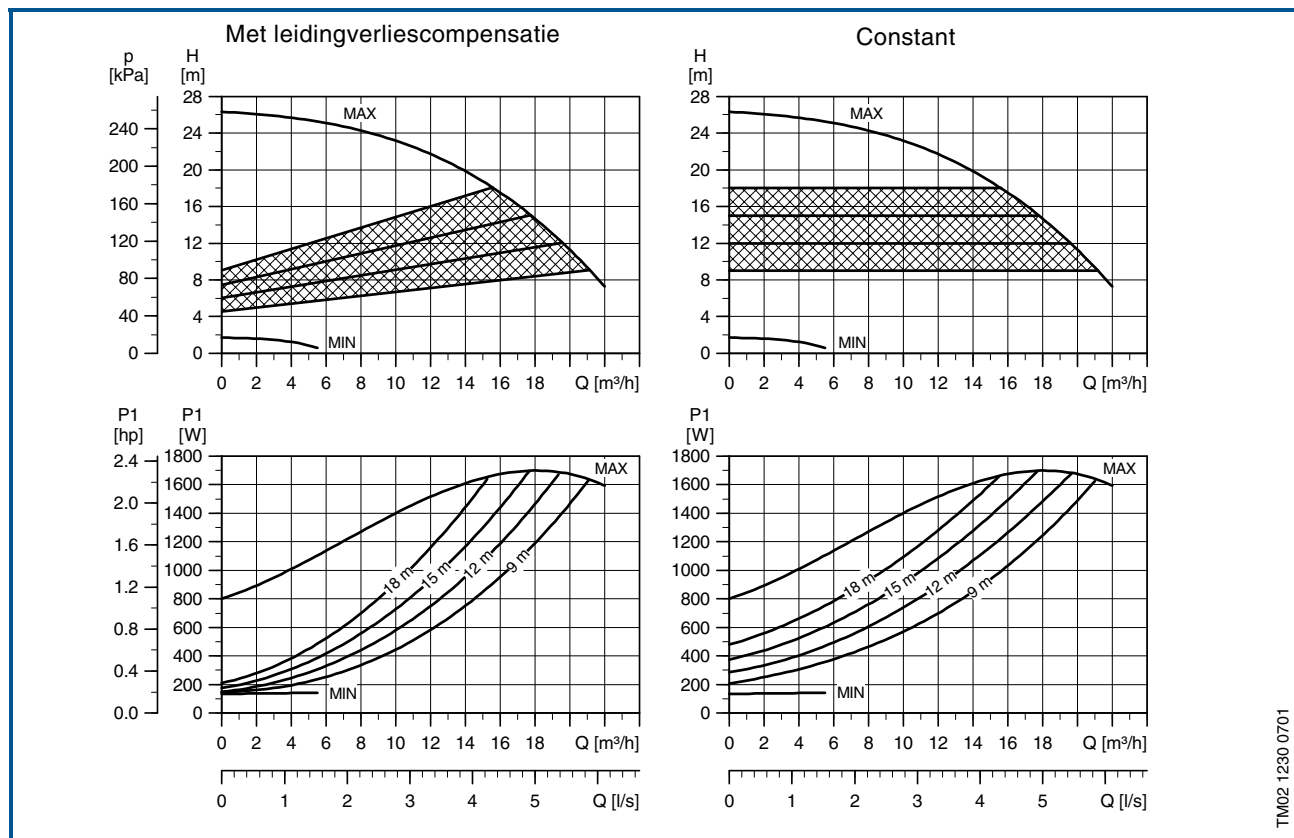 Met leidingverliescompensatie
Constant
p
[kPa]
H
[m]
H
[m]
28
24
20
16
12
8
4
0
240
200
160
120
80
40
0
MAX
MIN
0 2 4 6 8 10 12 14 16 18 Q [m³/h]
28
24
20
16
12
8
4
0
MAX
MIN
0 2 4 6 8 10 12 14 16 18 Q [m³/h]
P1
[hp]
P1
[W]
P1
[W]
2.4
2.0
1.6
1.2
0.8
0.4
0.0
1800
1600
1400
1200
1000
800
600
400
200
0
MAX
18 m
15 m
12 m
9 m
MIN
0 2 4 6 8 10 12 14 16 18 Q [m³/h]
0 1 2 3 4 5 Q [l/s]
1800
1600
1400
1200
1000
800
600
400
200
0
MAX
18 m
15 m
12 m
9 m
MIN
0 2 4 6 8 10 12 14 16 18 Q [m³/h]
0 1 2 3 4 5 Q [l/s]
TM02 1230 0701